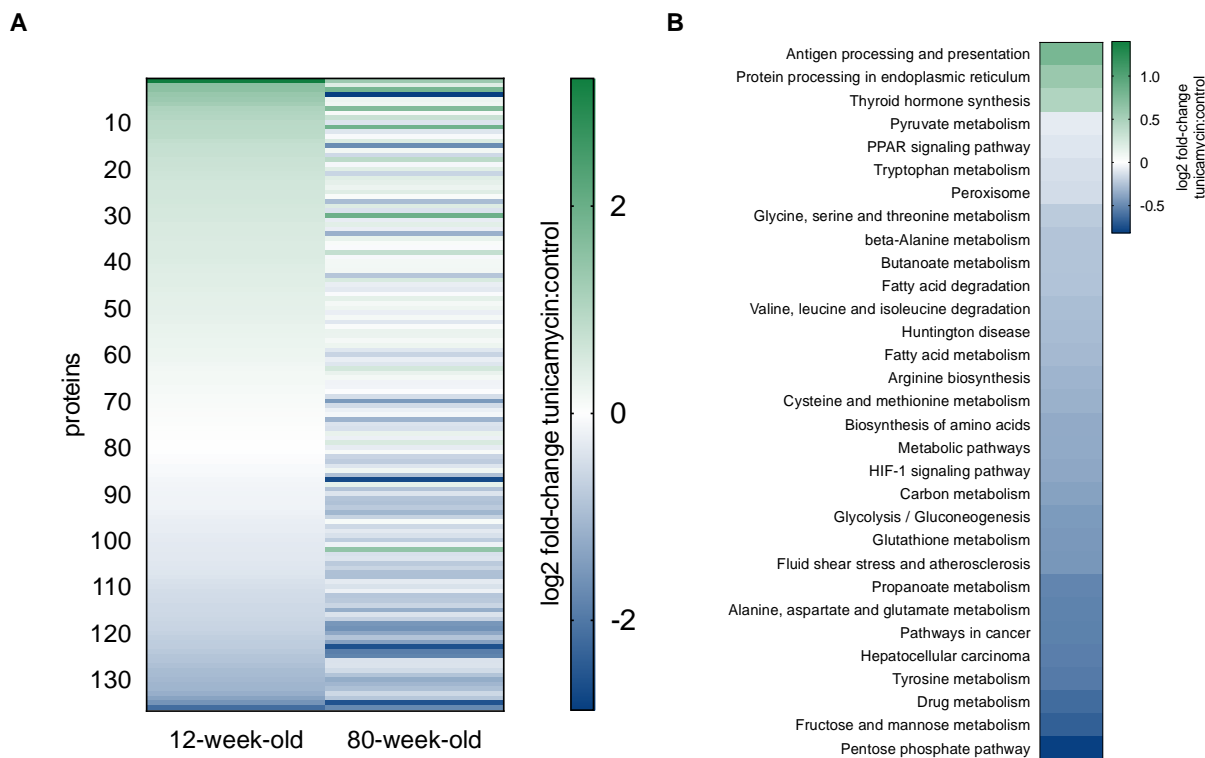 A
10
20
30
40
50
60
70
80
90
100
110
120
130
proteins
12-week-old
80-week-old
2
0
-2
log2 fold-change tunicamycin:control
B
Antigen processing and presentation
Protein processing in endoplasmic reticulum
Thyroid hormone synthesis
Pyruvate metabolism
PPAR signaling pathway
Tryptophan metabolism
Peroxisome
Glycine, serine and threonine metabolism
beta-Alanine metabolism
Butanoate metabolism
Fatty acid degradation
Valine, leucine and isoleucine degradation
Huntington disease
Fatty acid metabolism
Arginine biosynthesis
Cysteine and methionine metabolism
Biosynthesis of amino acids
Metabolic pathways
HIF-1 signaling pathway
Carbon metabolism
Glycolysis / Gluconeogenesis
Glutathione metabolism
Fluid shear stress and atherosclerosis
Propanoate metabolism
Alanine, aspartate and glutamate metabolism
Pathways in cancer
Hepatocellular carcinoma
Tyrosine metabolism
Drug metabolism
Fructose and mannose metabolism
Pentose phosphate pathway
1.0
0.5
0
-0.5
log2 fold-change
tunicamycin:control